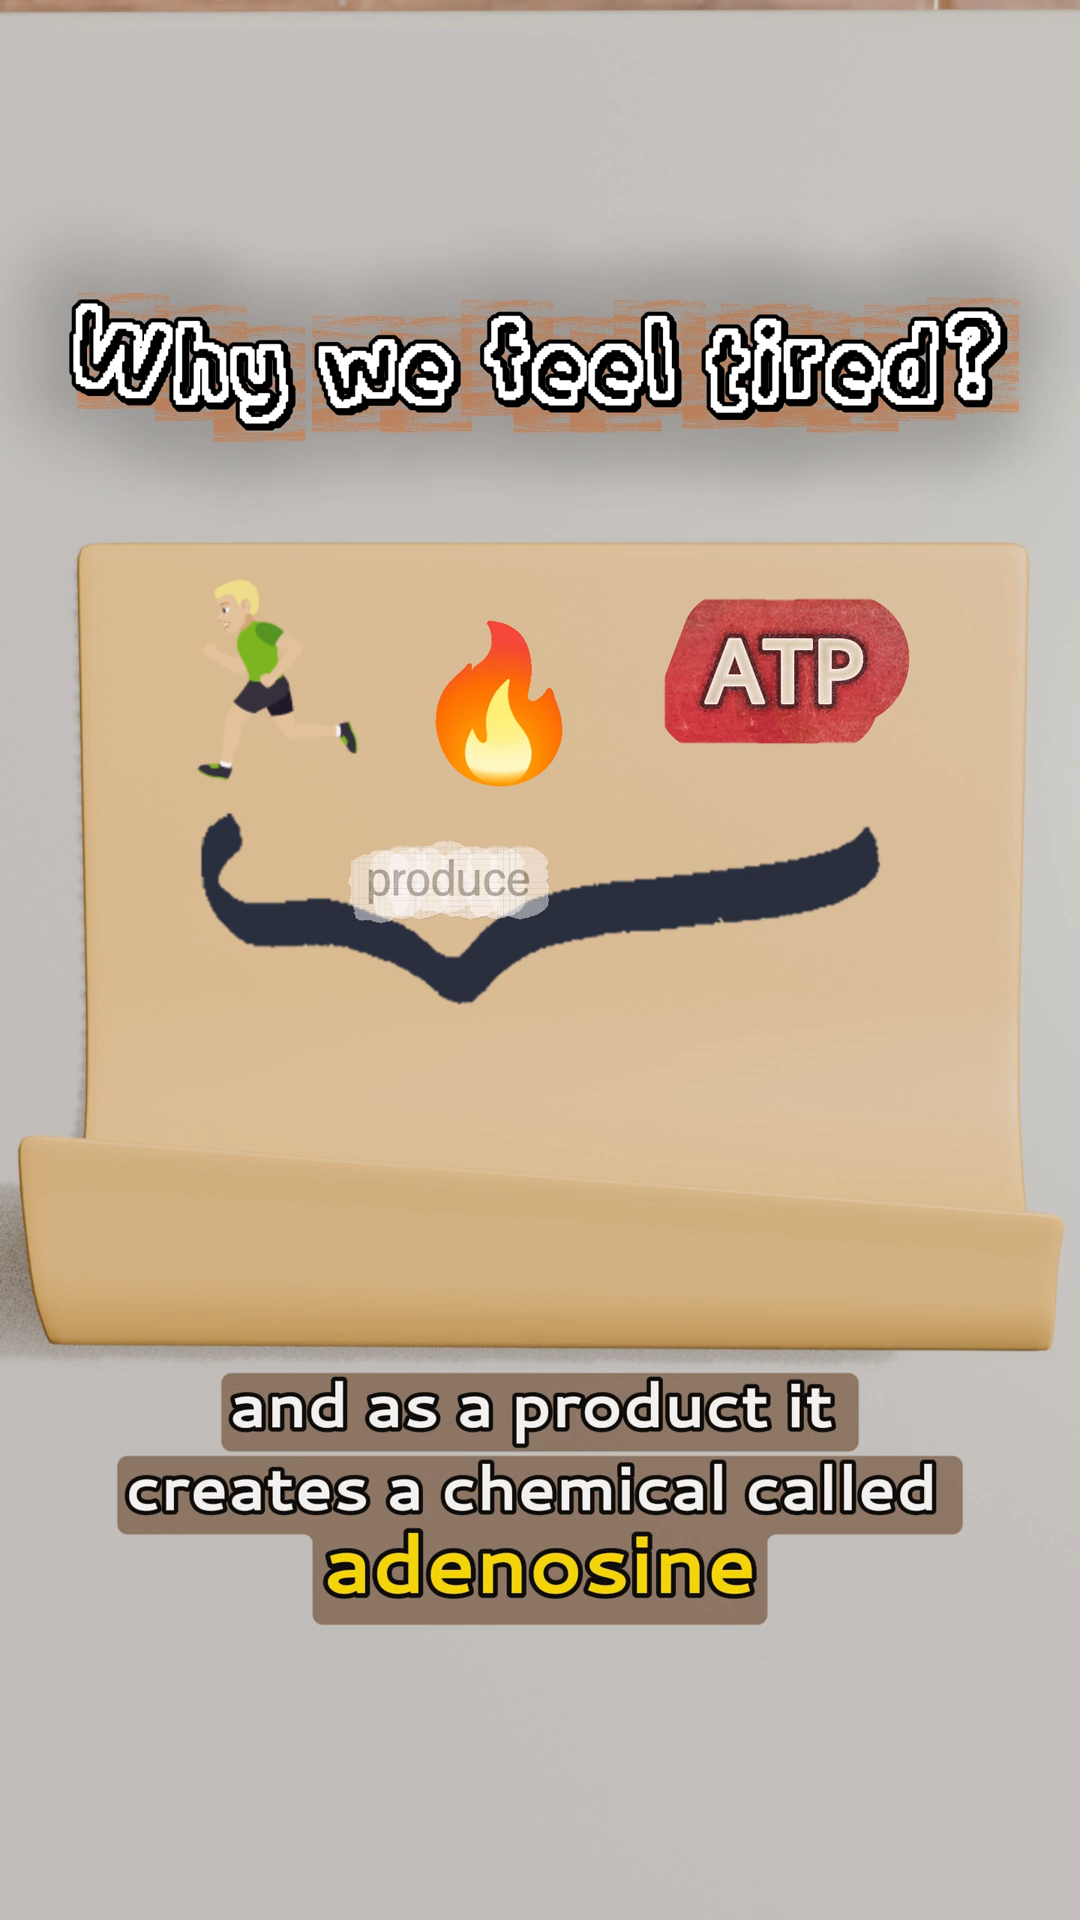 Why we feel tired?
ATP
produce
and as a product it
creates a chemical called
adenosine